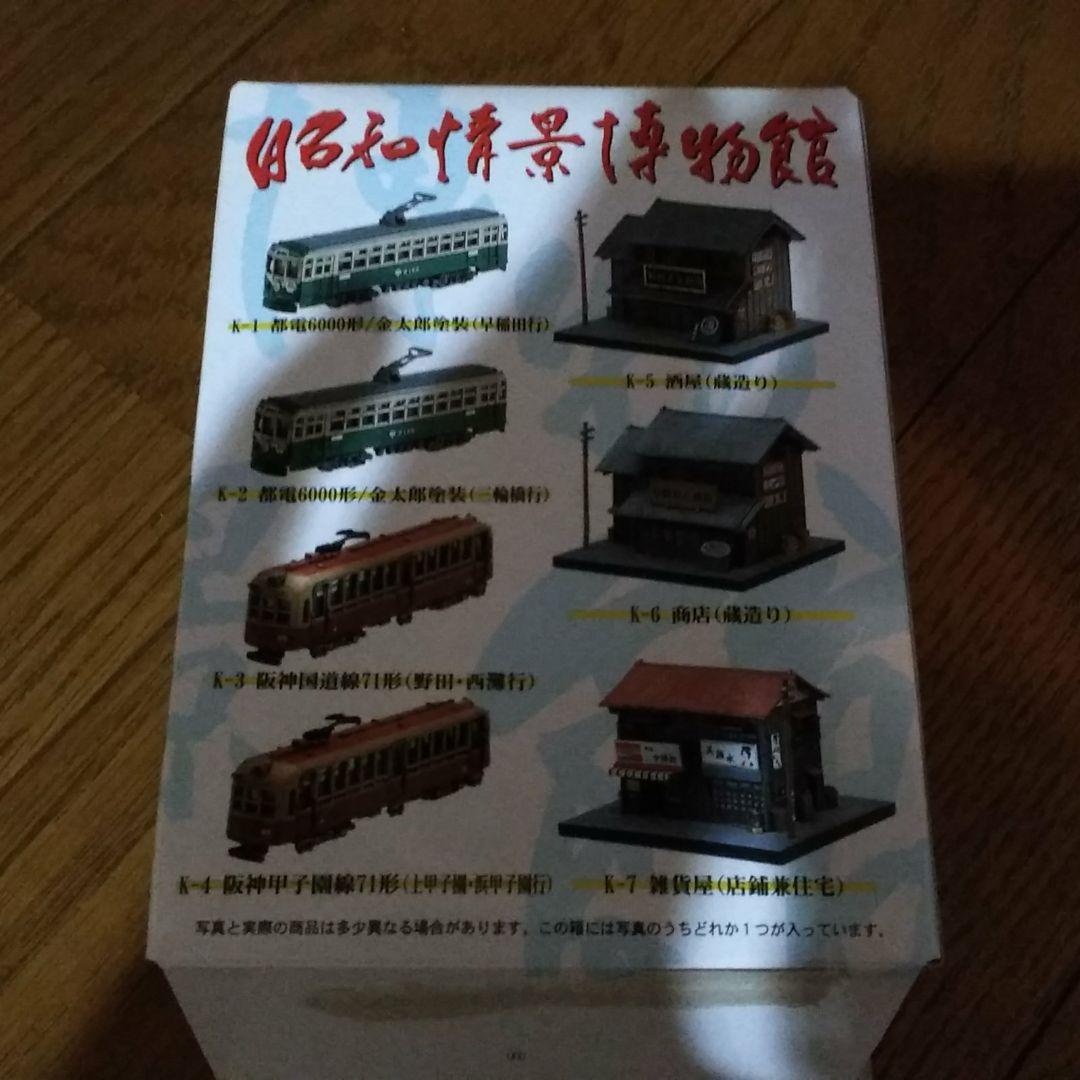 昭和情景博物館
K-1 都電6000形/金太郎塗装(早稲田行)
K-2 都電6000形/金太郎塗装(三輪橋行)
K-3 阪神国道線71形(野田・西灘行)
K-4 阪神甲子園線71形(上甲子園・浜甲子園行)
K-5 酒屋(蔵造り)
K-6 商店(蔵造り)
K-7 雑貨屋(店鋪兼住宅)
写真と実際の商品は多少異なる場合があります。この箱には写真のうちどれか1つが入っています。